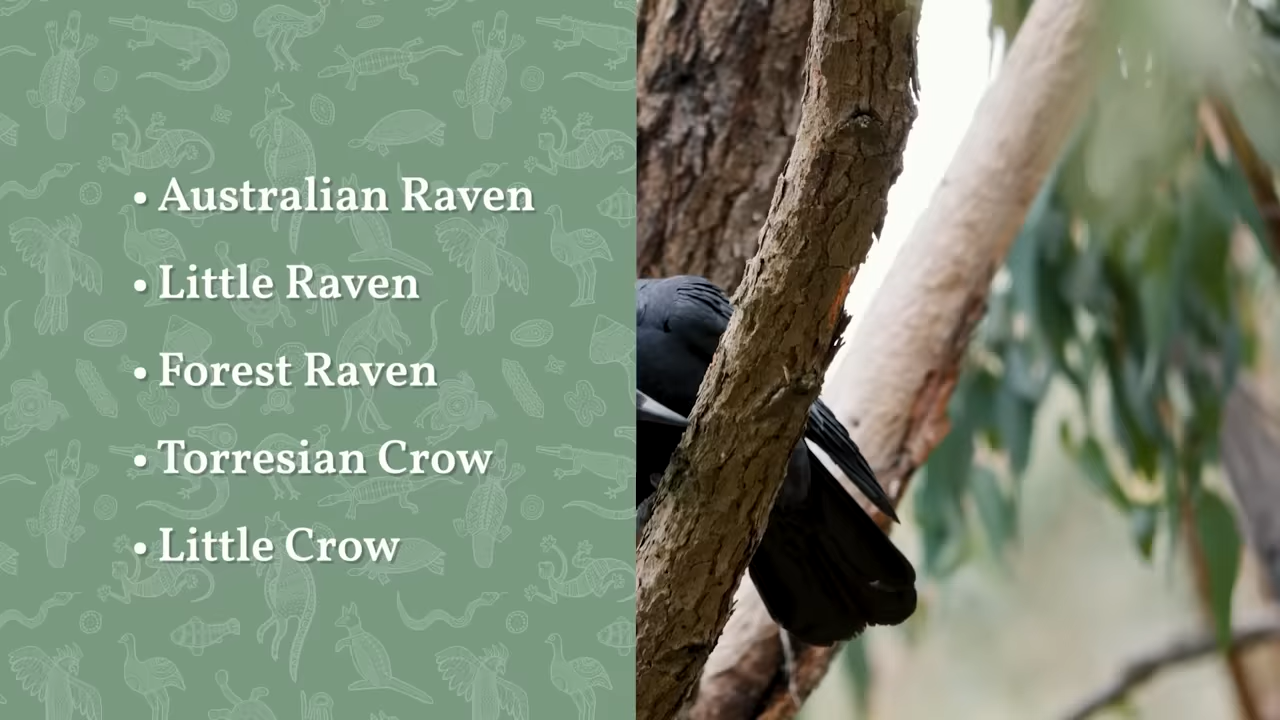 • Australian Raven
• Little Raven
• Forest Raven
• Torresian Crow
• Little Crow